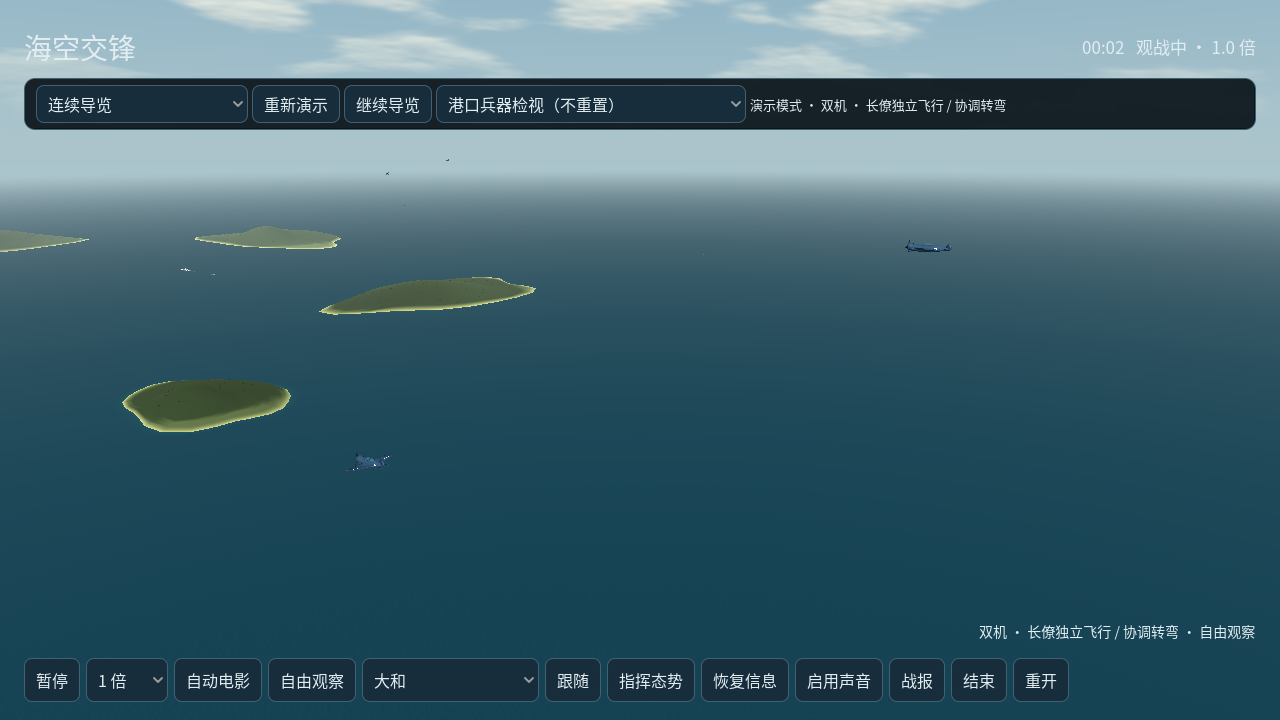 海空交锋
00:02 观战中 · 1.0 倍
连续导览 重新演示 继续导览 港口兵器检视（不重置） 演示模式 · 双机 · 长僚独立飞行 / 协调转弯
双机 · 长僚独立飞行 / 协调转弯 · 自由观察
暂停 1 倍 自动电影 自由观察 大和 跟随 指挥态势 恢复信息 启用声音 战报 结束 重开